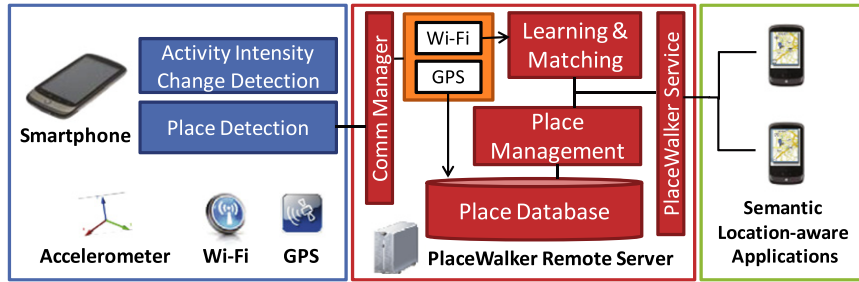 Activity Intensity
Change Detection
Place Detection
Smartphone
Accelerometer
Wi-Fi
GPS
Comm Manager
Wi-Fi
GPS
Learning &
Matching
Place
Management
Place Database
PlaceWalker Remote Server
PlaceWalker Service
Semantic
Location-aware
Applications